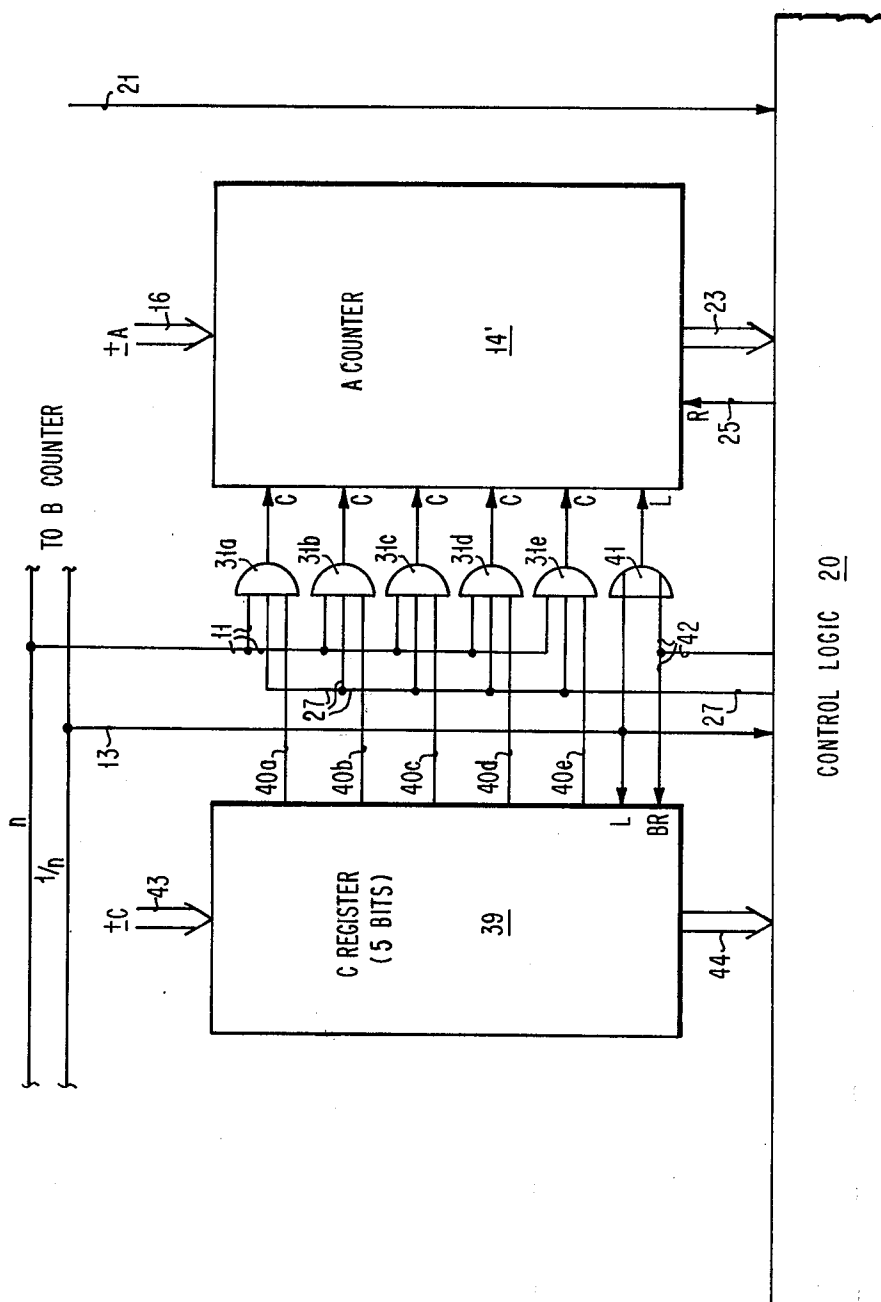 n
1/n
TO B COUNTER
±C
43
13
±A
16
21
C REGISTER
(5 BITS)
39
40a
40b
40c
40d
40e
L
BR
27
11
31a
31b
31c
31d
31e
41
C
C
C
C
C
L
A COUNTER
14'
R
44
27
42
25
23
CONTROL LOGIC 20